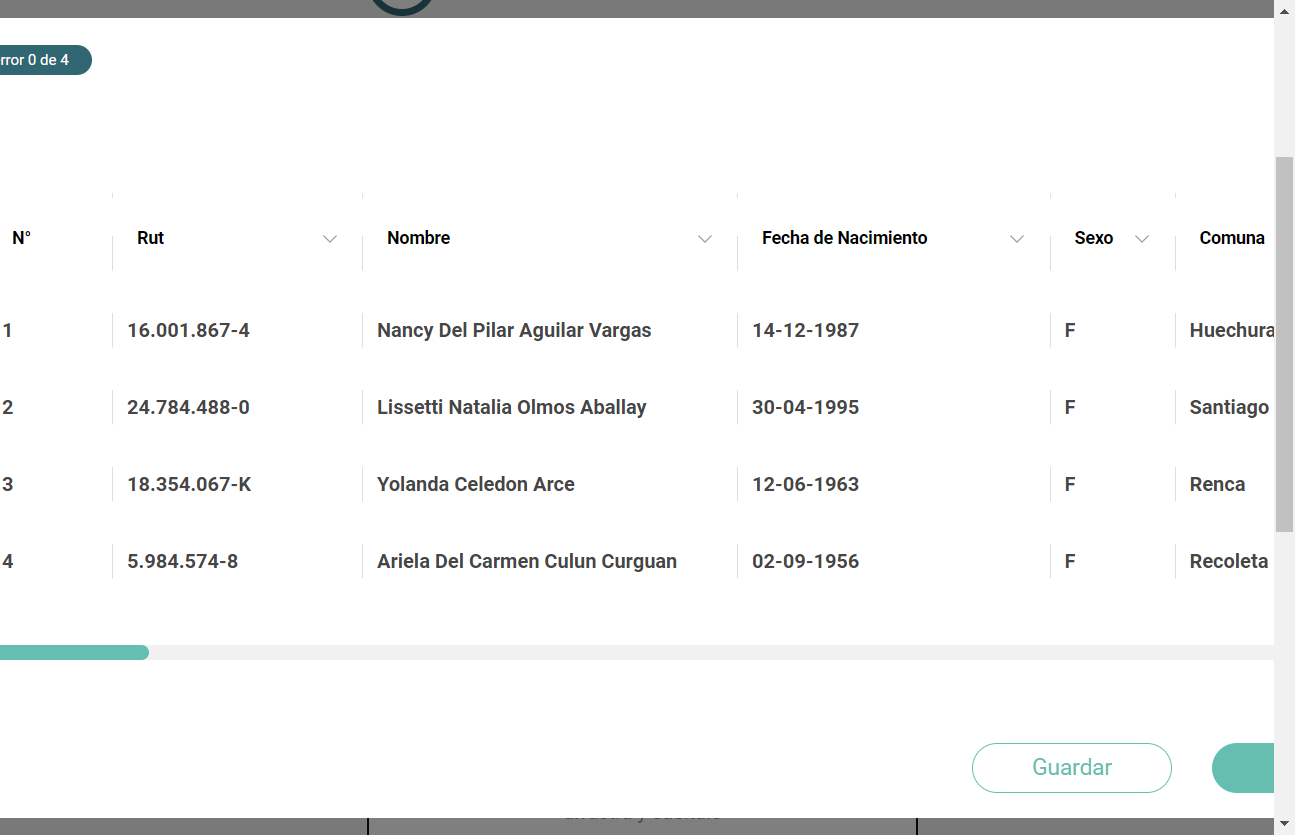 rror 0 de 4
N° Rut Nombre Fecha de Nacimiento Sexo Comuna
1 16.001.867-4 Nancy Del Pilar Aguilar Vargas 14-12-1987 F Huechura
2 24.784.488-0 Lissetti Natalia Olmos Aballay 30-04-1995 F Santiago
3 18.354.067-K Yolanda Celedon Arce 12-06-1963 F Renca
4 5.984.574-8 Ariela Del Carmen Culun Curguan 02-09-1956 F Recoleta
Guardar